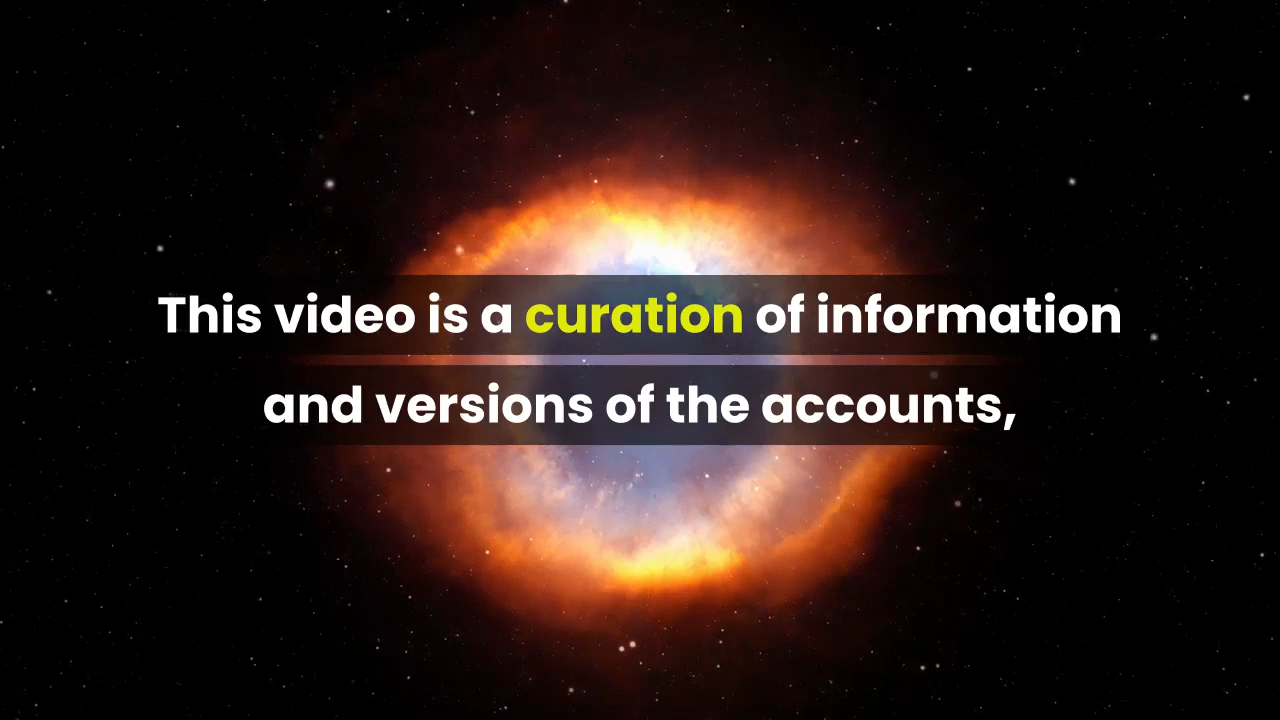 This video is a curation of information
and versions of the accounts,